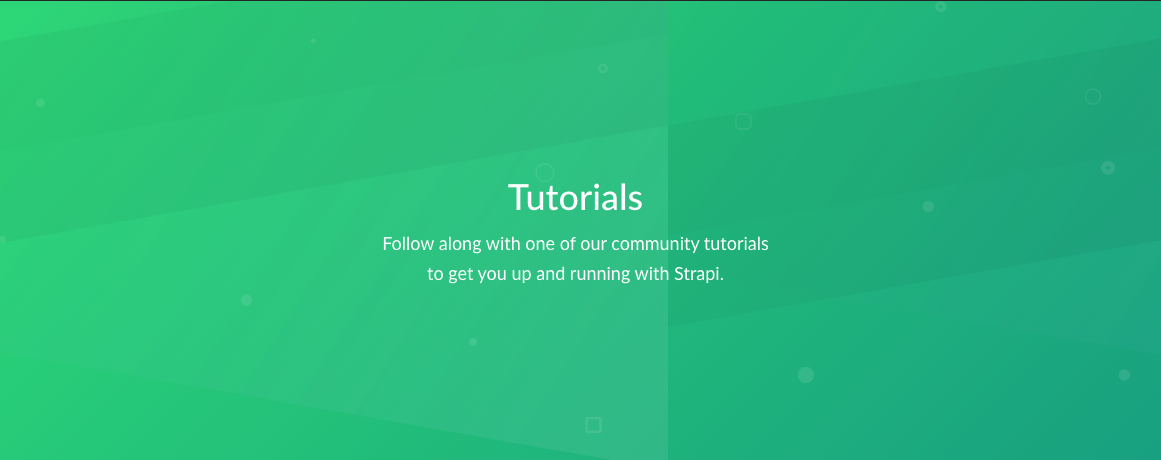 Tutorials
Follow along with one of our community tutorials
to get you up and running with Strapi.